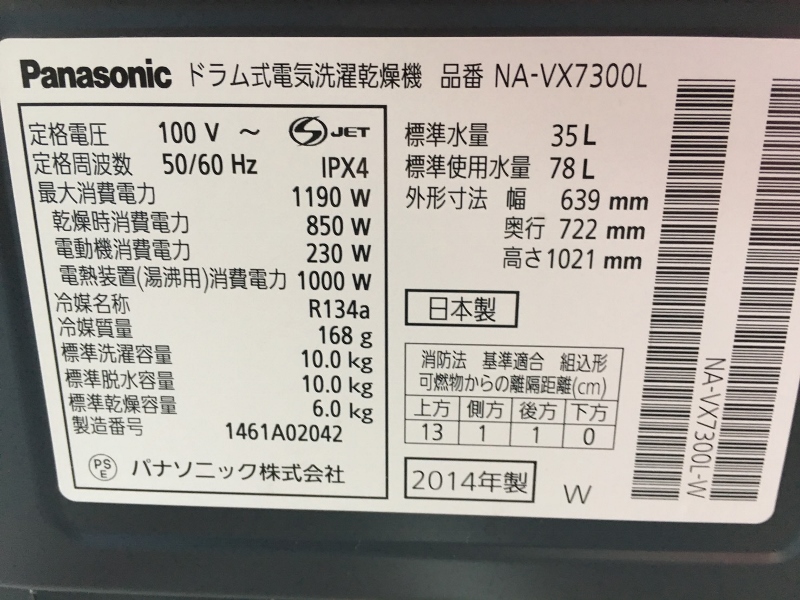 Panasonic ドラム式電気洗濯乾燥機 品番 NA-VX7300L
定格電圧 100 V ～ S JET
定格周波数 50/60 Hz IPX4
最大消費電力 1190 W
乾燥時消費電力 850 W
電動機消費電力 230 W
電熱装置(湯沸用)消費電力 1000 W
冷媒名称 R134a
冷媒質量 168 g
標準洗濯容量 10.0 kg
標準脱水容量 10.0 kg
標準乾燥容量 6.0 kg
製造番号 1461A02042
PSE パナソニック株式会社
標準水量 35 L
標準使用水量 78 L
外形寸法 幅 639 mm
奥行 722 mm
高さ 1021 mm
日本製
消防法 基準適合 組込形
可燃物からの離隔距離(cm)
上方 側方 後方 下方
13 1 1 0
2014年製 W
NA-VX7300L-W